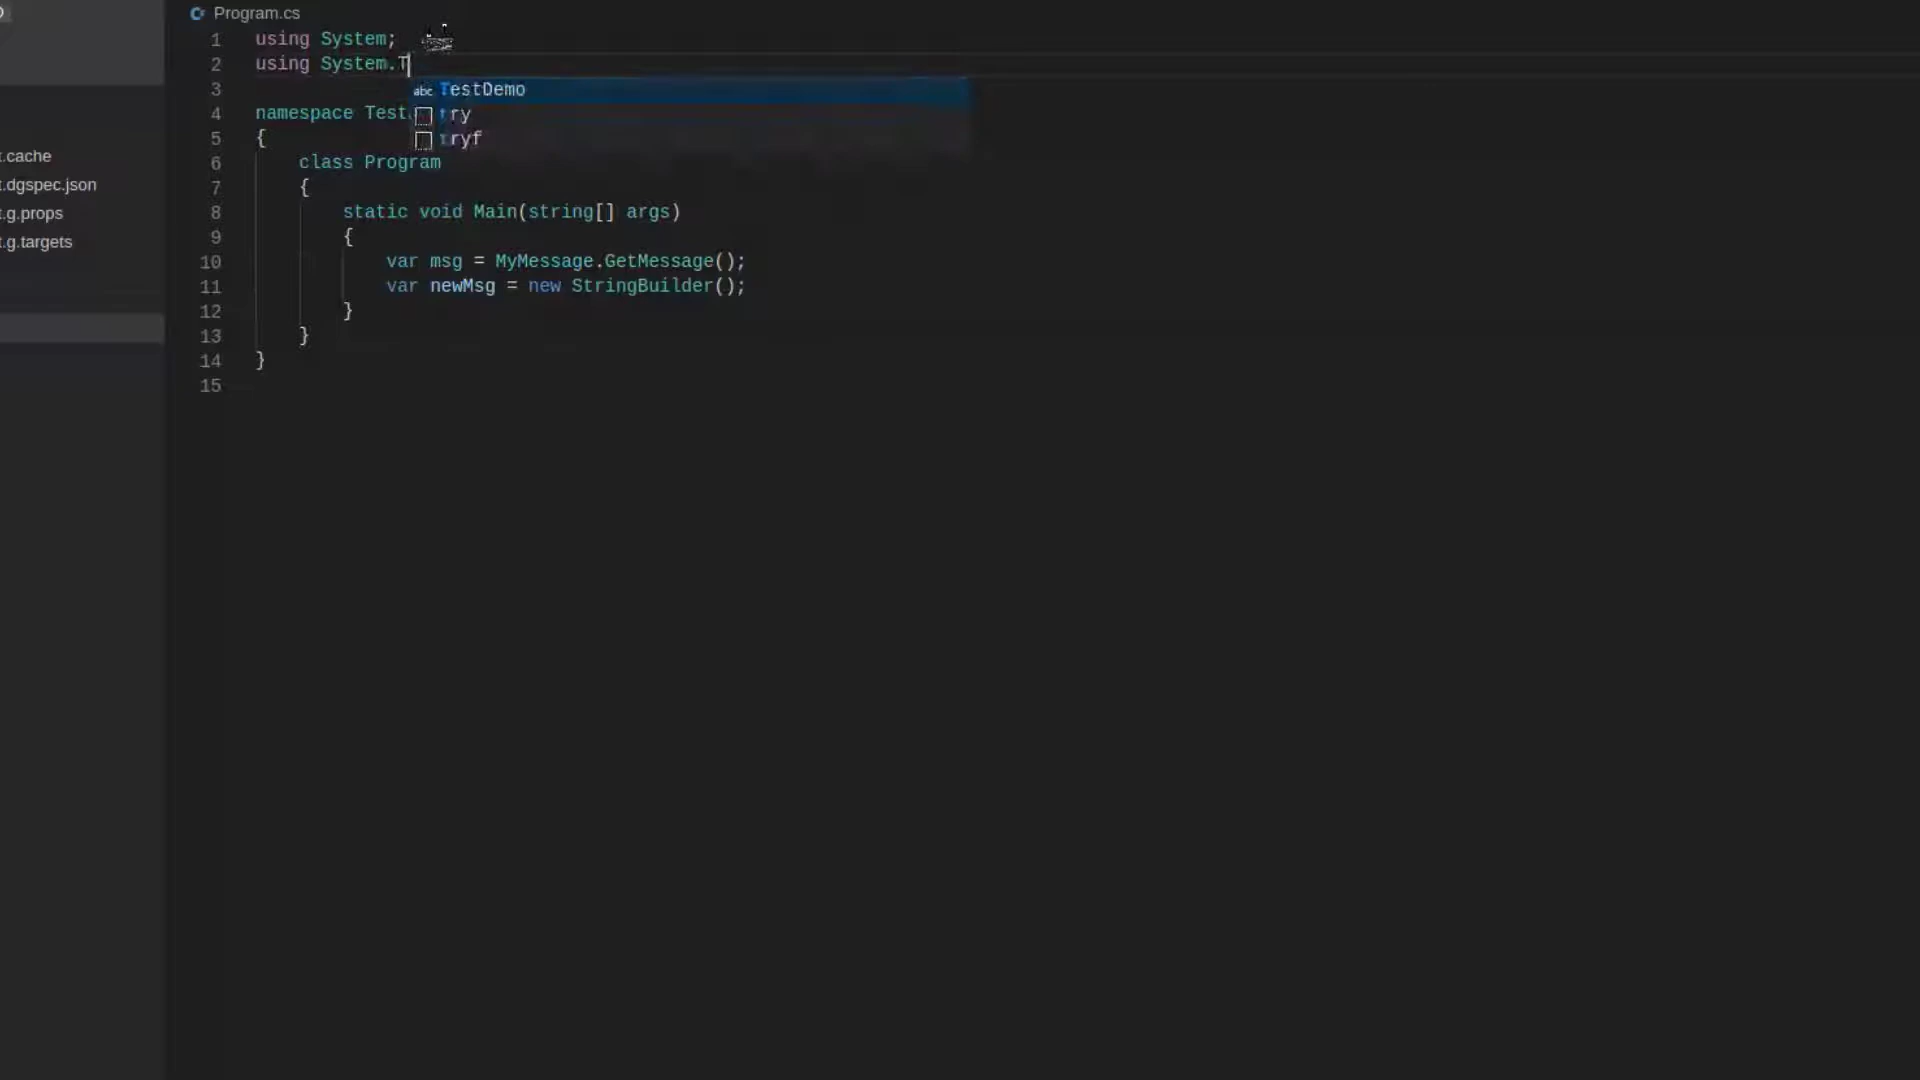 Program.cs
1 using System;
2 using System.T
TestDemo
try
tryf
3
4 namespace Test
5 {
6 class Program
7 {
8 static void Main(string[] args)
9 {
10 var msg = MyMessage.GetMessage();
11 var newMsg = new StringBuilder();
12 }
13 }
14 }
15
t.cache
t.dgspec.json
t.g.props
t.g.targets